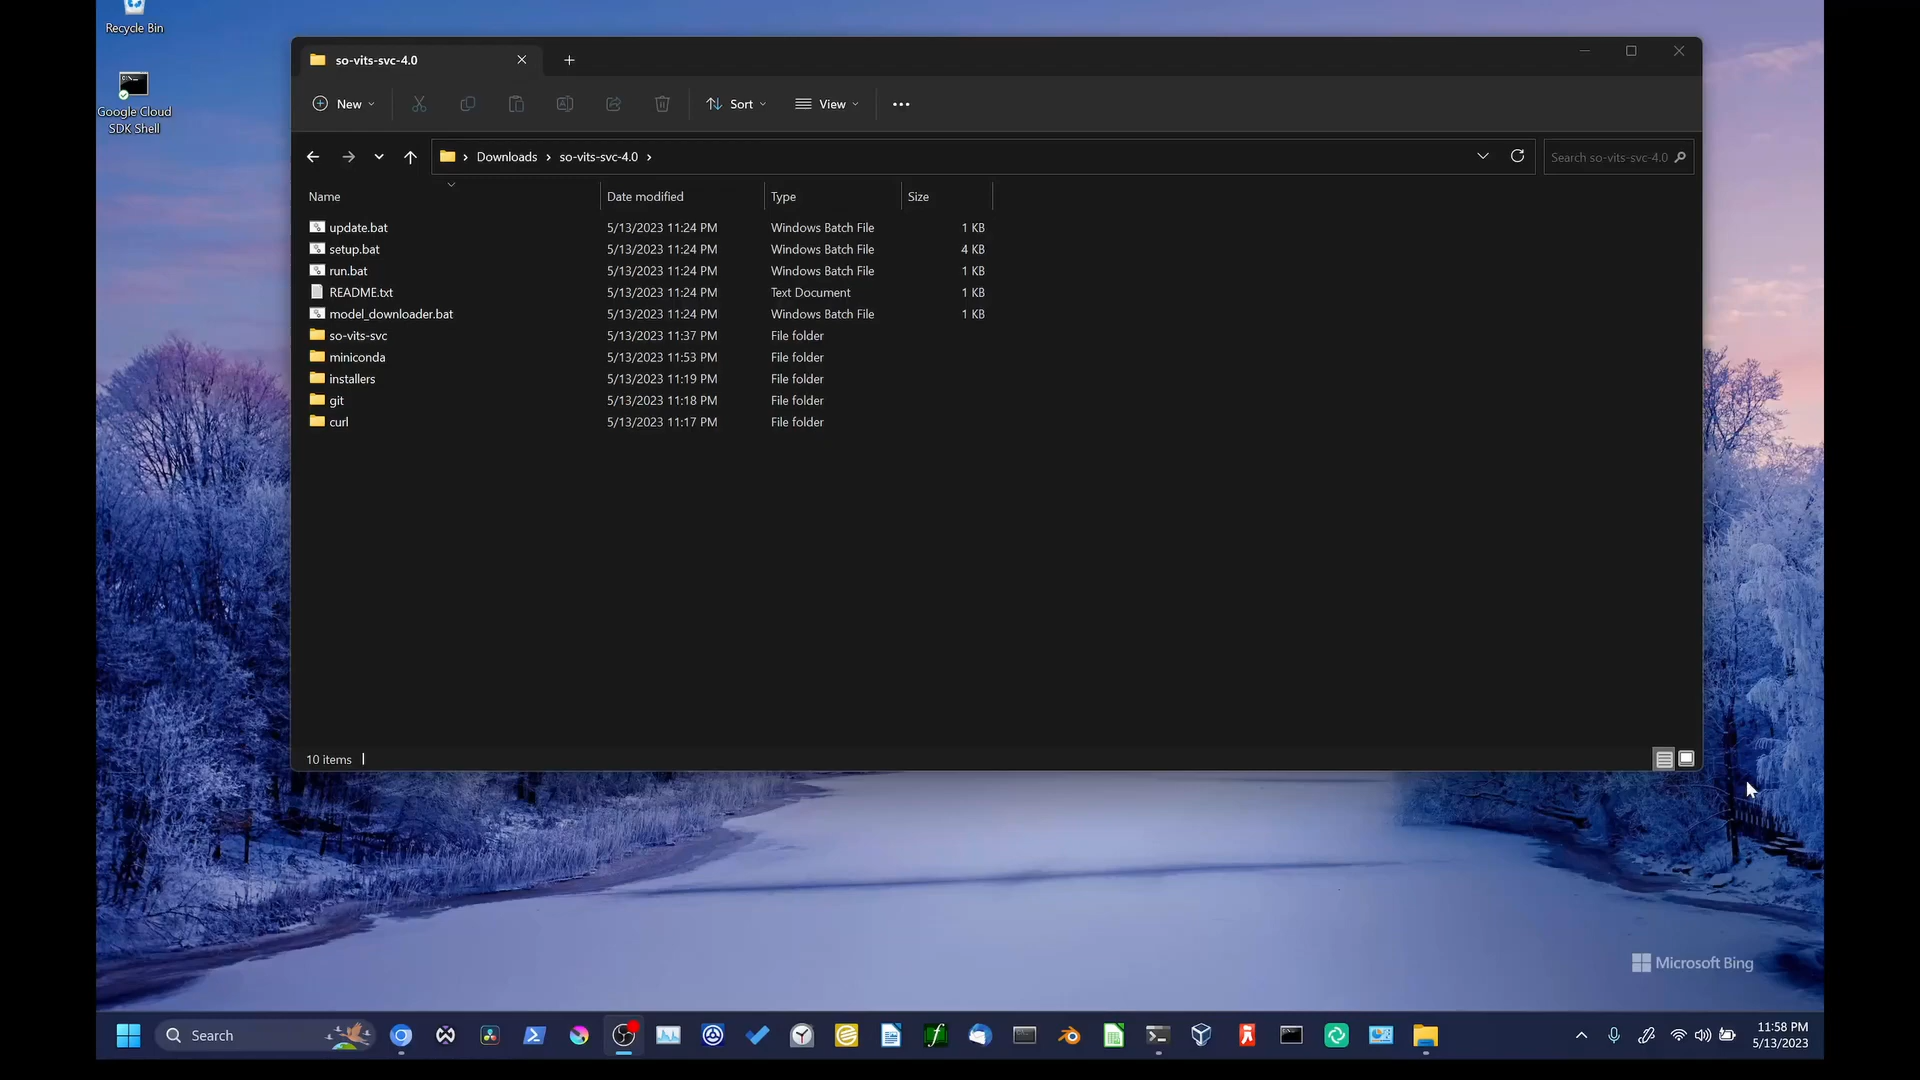 Recycle Bin
Google Cloud
SDK Shell
so-vits-svc-4.0
New
Sort
View
Downloads
so-vits-svc-4.0
Search so-vits-svc-4.0
Name Date modified Type Size
update.bat 5/13/2023 11:24 PM Windows Batch File 1 KB
setup.bat 5/13/2023 11:24 PM Windows Batch File 4 KB
run.bat 5/13/2023 11:24 PM Windows Batch File 1 KB
README.txt 5/13/2023 11:24 PM Text Document 1 KB
model_downloader.bat 5/13/2023 11:24 PM Windows Batch File 1 KB
so-vits-svc 5/13/2023 11:37 PM File folder
miniconda 5/13/2023 11:53 PM File folder
installers 5/13/2023 11:19 PM File folder
git 5/13/2023 11:18 PM File folder
curl 5/13/2023 11:17 PM File folder
10 items
Microsoft Bing
Search
11:58 PM
5/13/2023